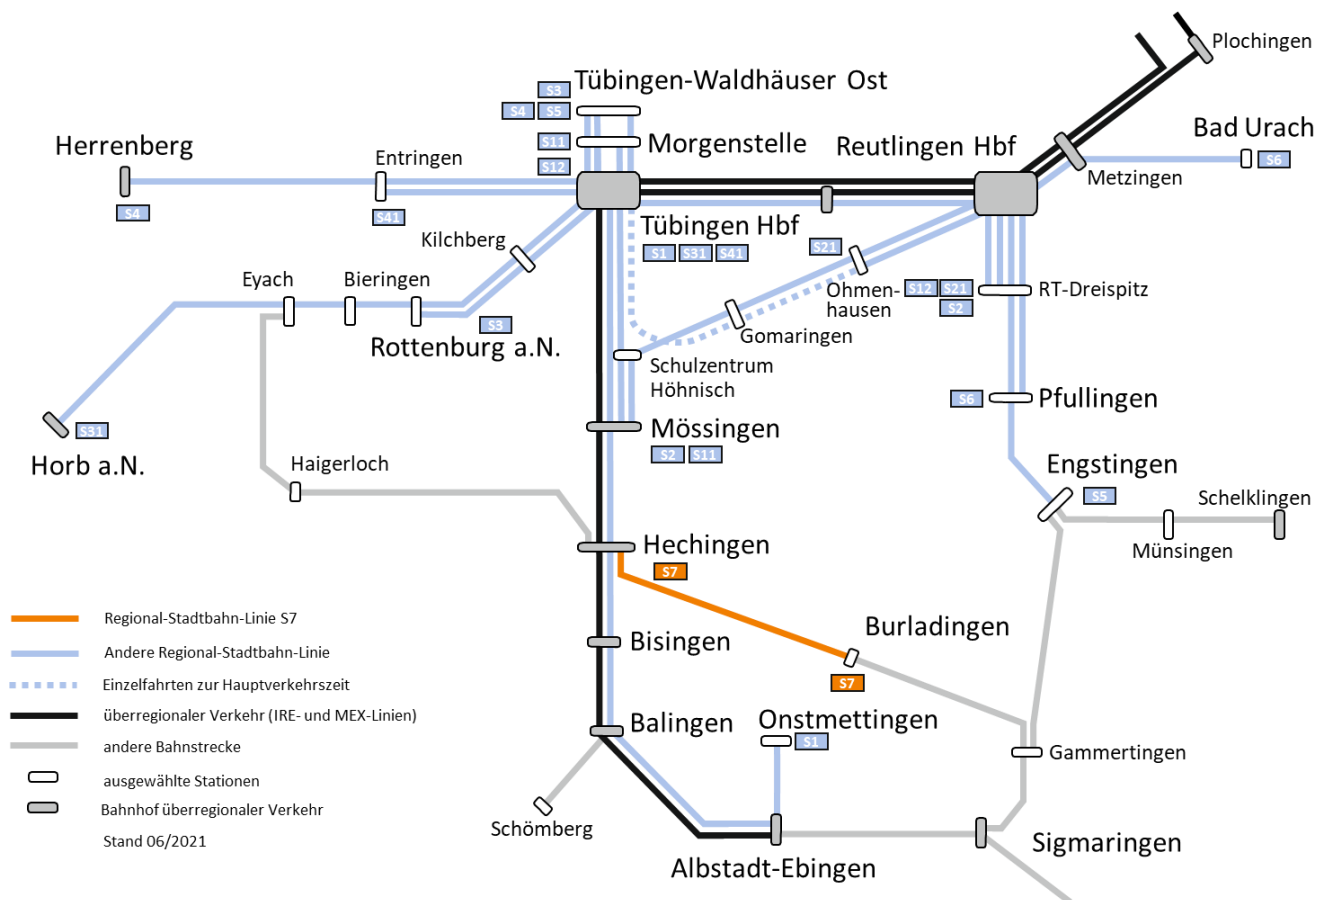 Plochingen
Tübingen-Waldhäuser Ost
S3
S4 S5
Bad Urach
S6
Herrenberg
Entringen
S11
Morgenstelle
Reutlingen Hbf
S12
Metzingen
S4
S41
Kilchberg
Tübingen Hbf
S1 S31 S41
S21
Eyach
Bieringen
Ohmen-
hausen
S12 S21
S2
RT-Dreispitz
S3
Rottenburg a.N.
Gomaringen
Schulzentrum
Höhnisch
S6
Pfullingen
S31
Horb a.N.
Mössingen
S2 S11
Haigerloch
Engstingen
S5
Schelklingen
Münsingen
Hechingen
S7
Burladingen
S7
Bisingen
Balingen
Onstmettingen
S1
Gammertingen
Schömberg
Albstadt-Ebingen
Sigmaringen
Regional-Stadtbahn-Linie S7
Andere Regional-Stadtbahn-Linie
Einzelfahrten zur Hauptverkehrszeit
überregionaler Verkehr (IRE- und MEX-Linien)
andere Bahnstrecke
ausgewählte Stationen
Bahnhof überregionaler Verkehr
Stand 06/2021